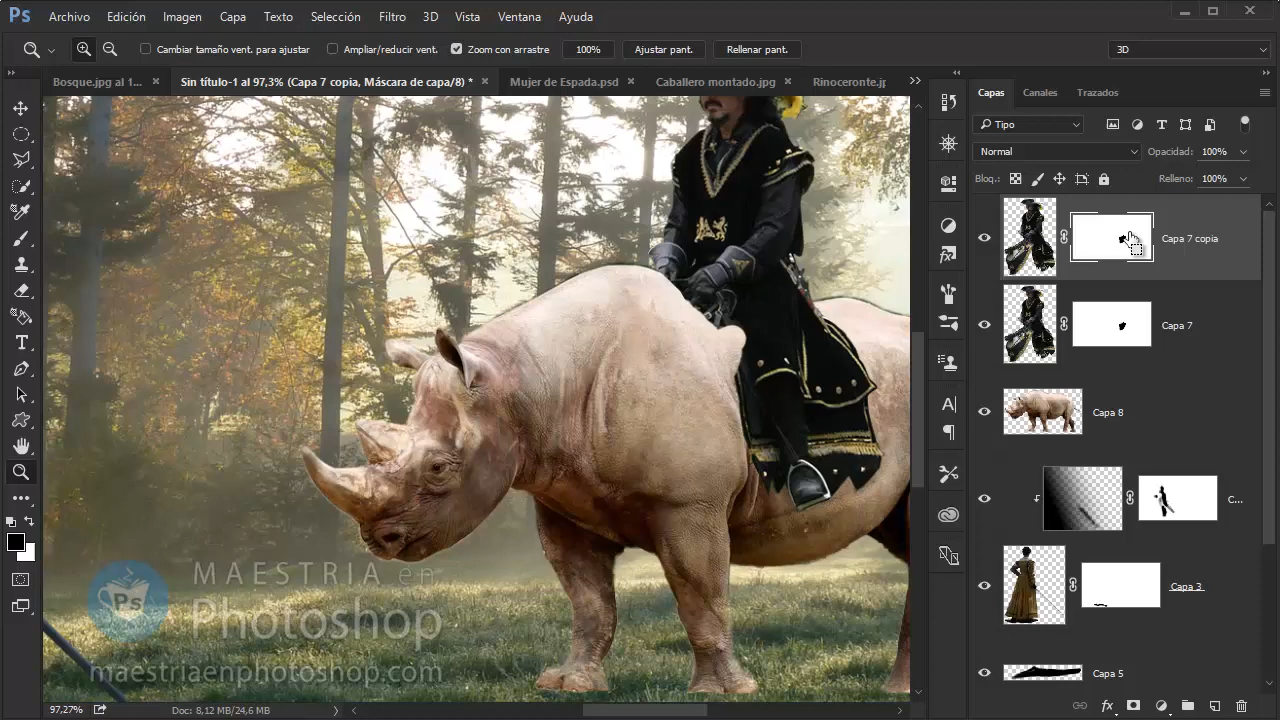 Ps Archivo Edición Imagen Capa Texto Selección Filtro 3D Vista Ventana Ayuda
Cambiar tamaño vent. para ajustar Ampliar/reducir vent. Zoom con arrastre 100% Ajustar pant. Rellenar pant. 3D
Bosque.jpg al 1... × Sin título-1 al 97,3% (Capa 7 copia, Máscara de capa/8) * × Mujer de Espada.psd × Caballero montado.jpg × Rinoceronte.j >>
Capas Canales Trazados
Tipo
Normal Opacidad: 100%
Bloq.: Relleno: 100%
Capa 7 copia
Capa 7
Capa 8
C...
Capa 3
Capa 5
Ps
MAESTRIA en
Photoshop
maestriaenphotoshop.com
97,27% Doc: 8,12 MB/24,6 MB